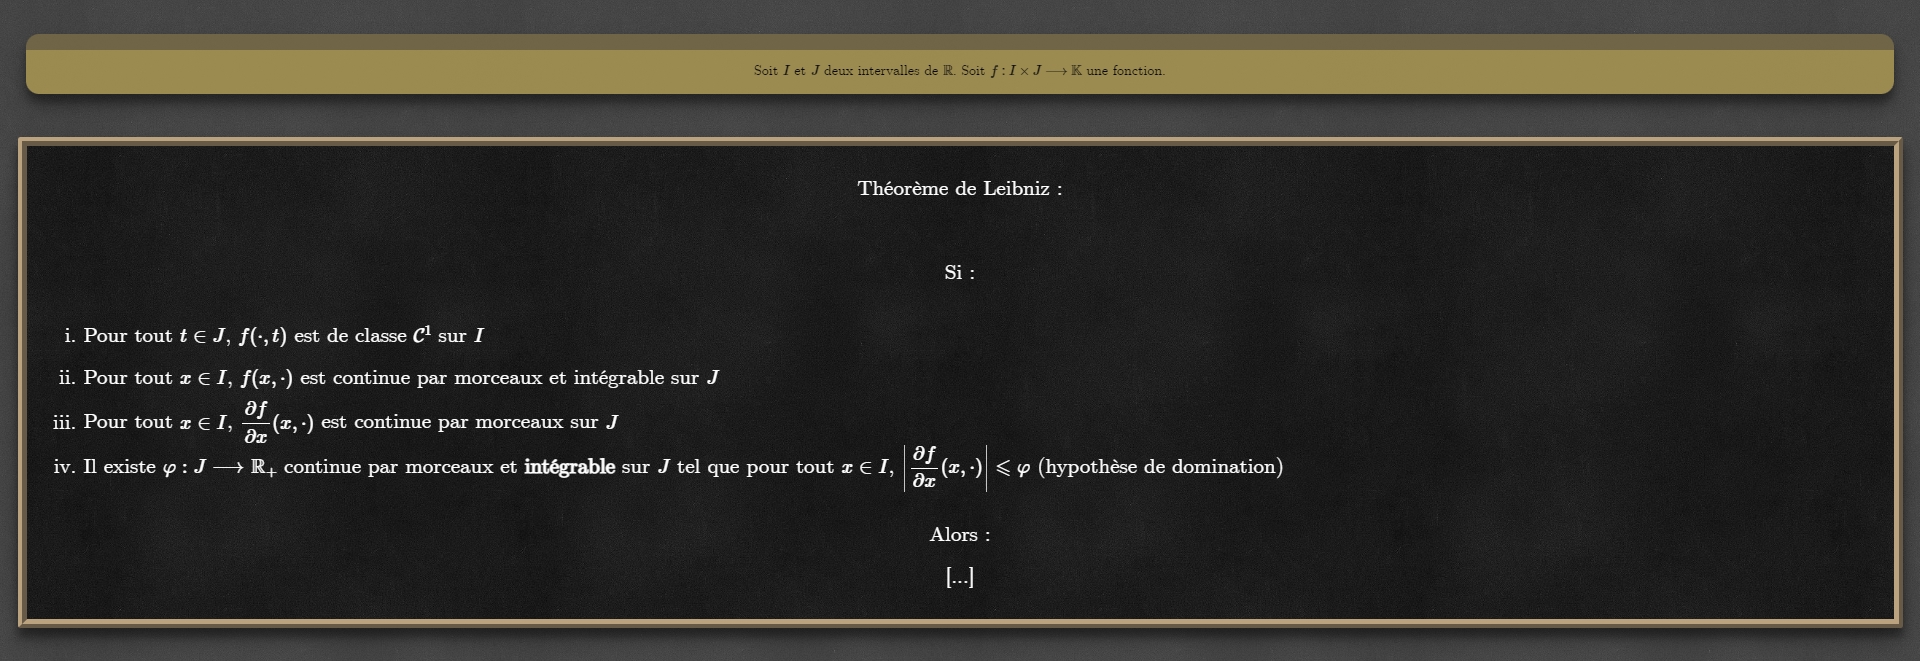 Soit I et J deux intervalles de ℝ. Soit f : I × J ⟶ 𝕂 une fonction.
Théorème de Leibniz :
Si :
i. Pour tout t ∈ J, f(·, t) est de classe 𝒞¹ sur I
ii. Pour tout x ∈ I, f(x, ·) est continue par morceaux et intégrable sur J
iii. Pour tout x ∈ I, ∂f/∂x (x, ·) est continue par morceaux sur J
iv. Il existe φ : J ⟶ ℝ₊ continue par morceaux et intégrable sur J tel que pour tout x ∈ I, |∂f/∂x (x, ·)| ⩽ φ (hypothèse de domination)
Alors :
[...]